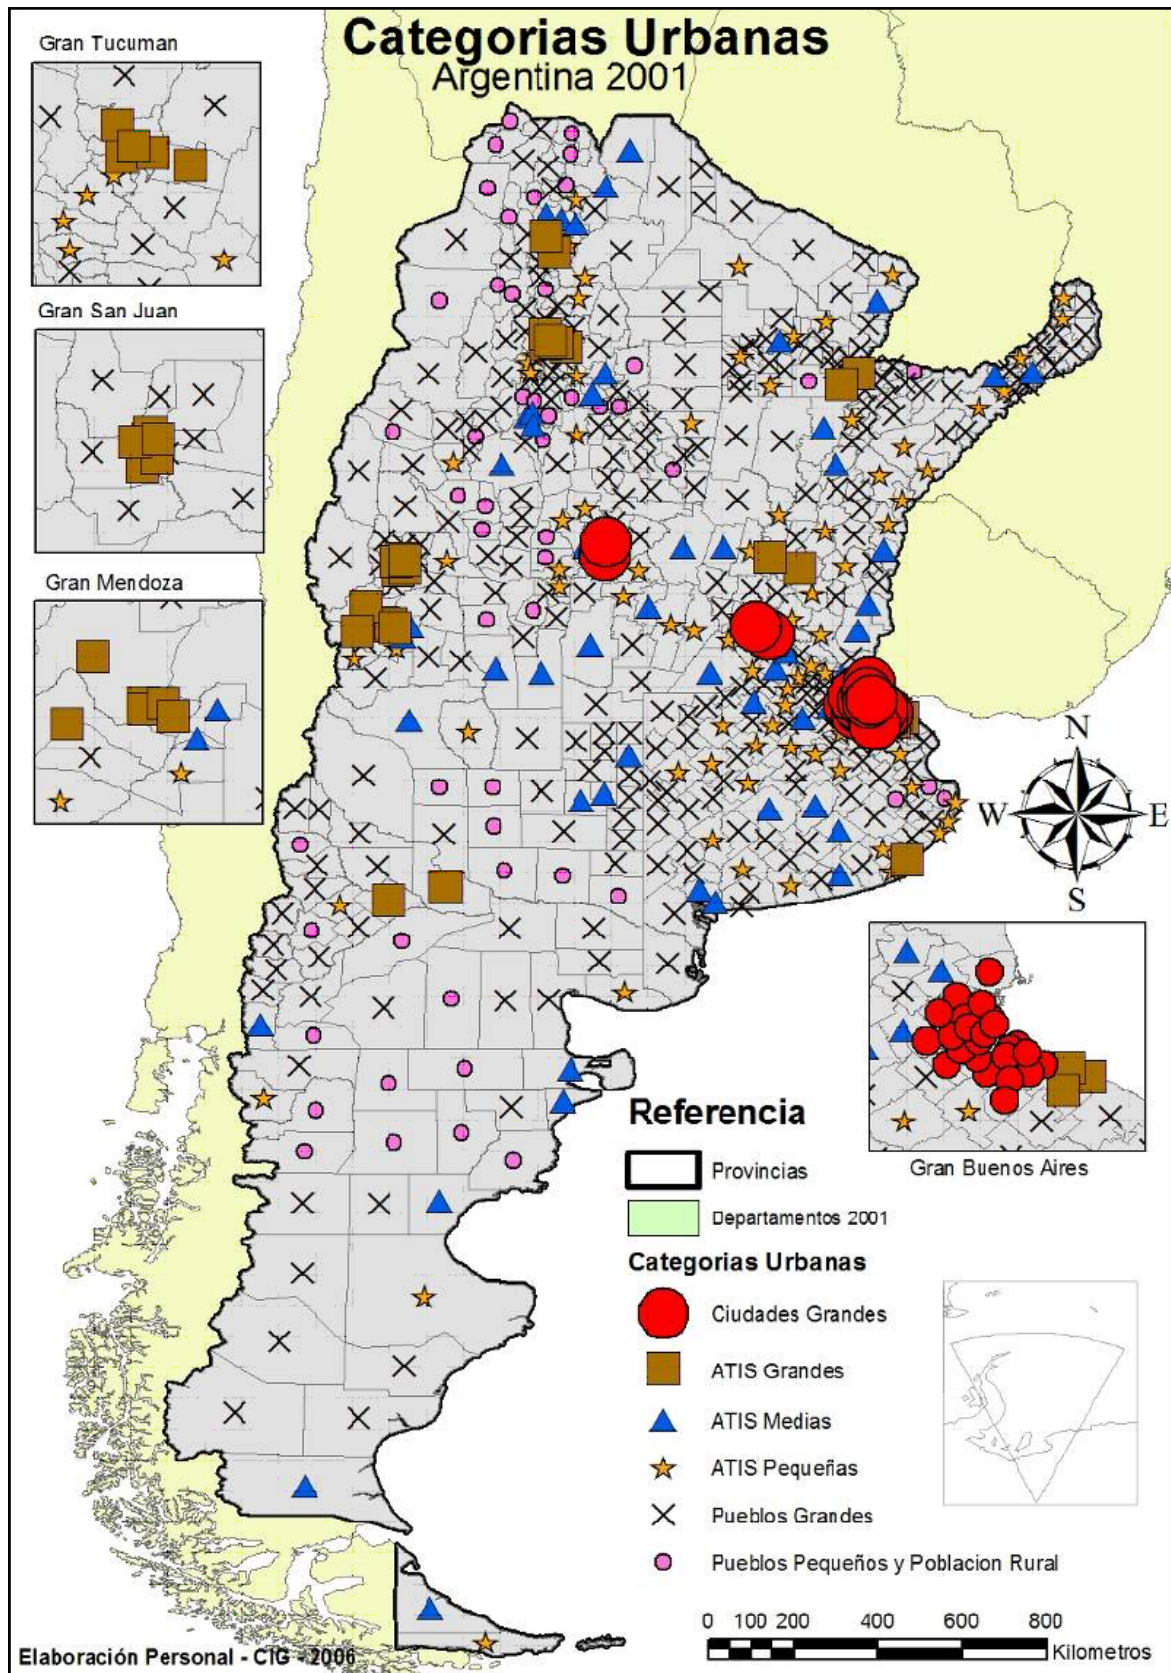 Categorias Urbanas
Argentina 2001
Gran Tucuman
Gran San Juan
Gran Mendoza
N
W
E
S
Gran Buenos Aires
Referencia
Provincias
Departamentos 2001
Categorias Urbanas
Ciudades Grandes
ATIS Grandes
ATIS Medias
ATIS Pequeñas
Pueblos Grandes
Pueblos Pequeños y Poblacion Rural
0 100 200 400 600 800
Kilometros
Elaboración Personal - CIG - 2006